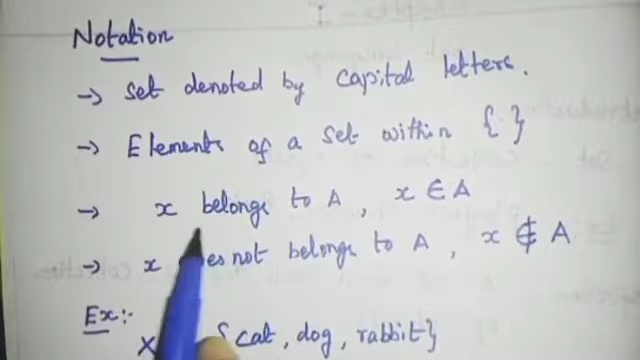 Notation
→ Set denoted by capital letters.
→ Elements of a set within { }
→ x belongs to A, x ∈ A
→ x not belongs to A, x ∉ A
Ex:-
X { cat, dog, rabbit}